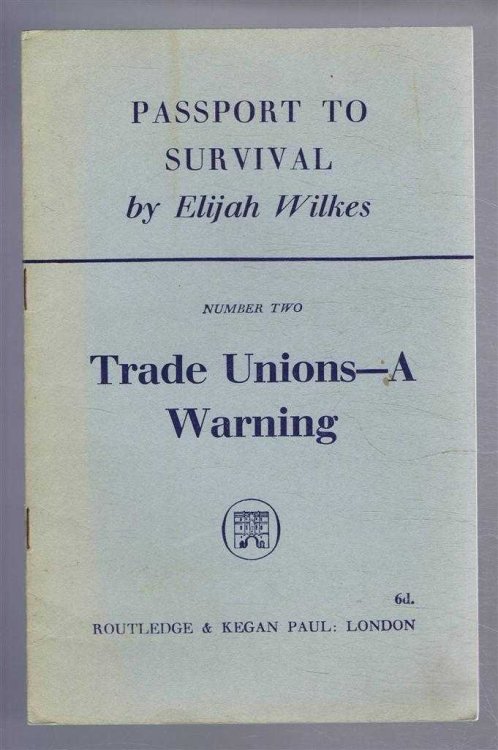 PASSPORT TO
SURVIVAL
by Elijah Wilkes
NUMBER TWO
Trade Unions—A
Warning
6d.
ROUTLEDGE & KEGAN PAUL: LONDON